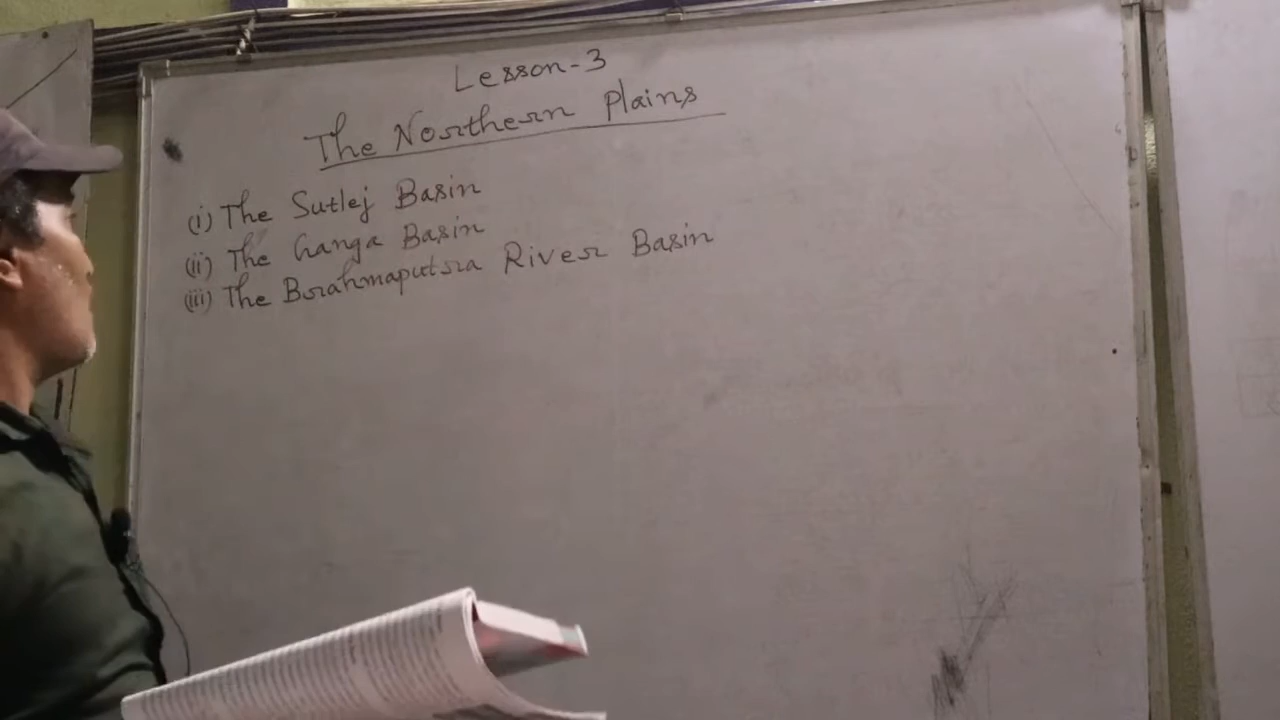 Lesson-3
The Northern Plains
(i) The Sutlej Basin
(ii) The Ganga Basin
(iii) The Brahmaputra River Basin